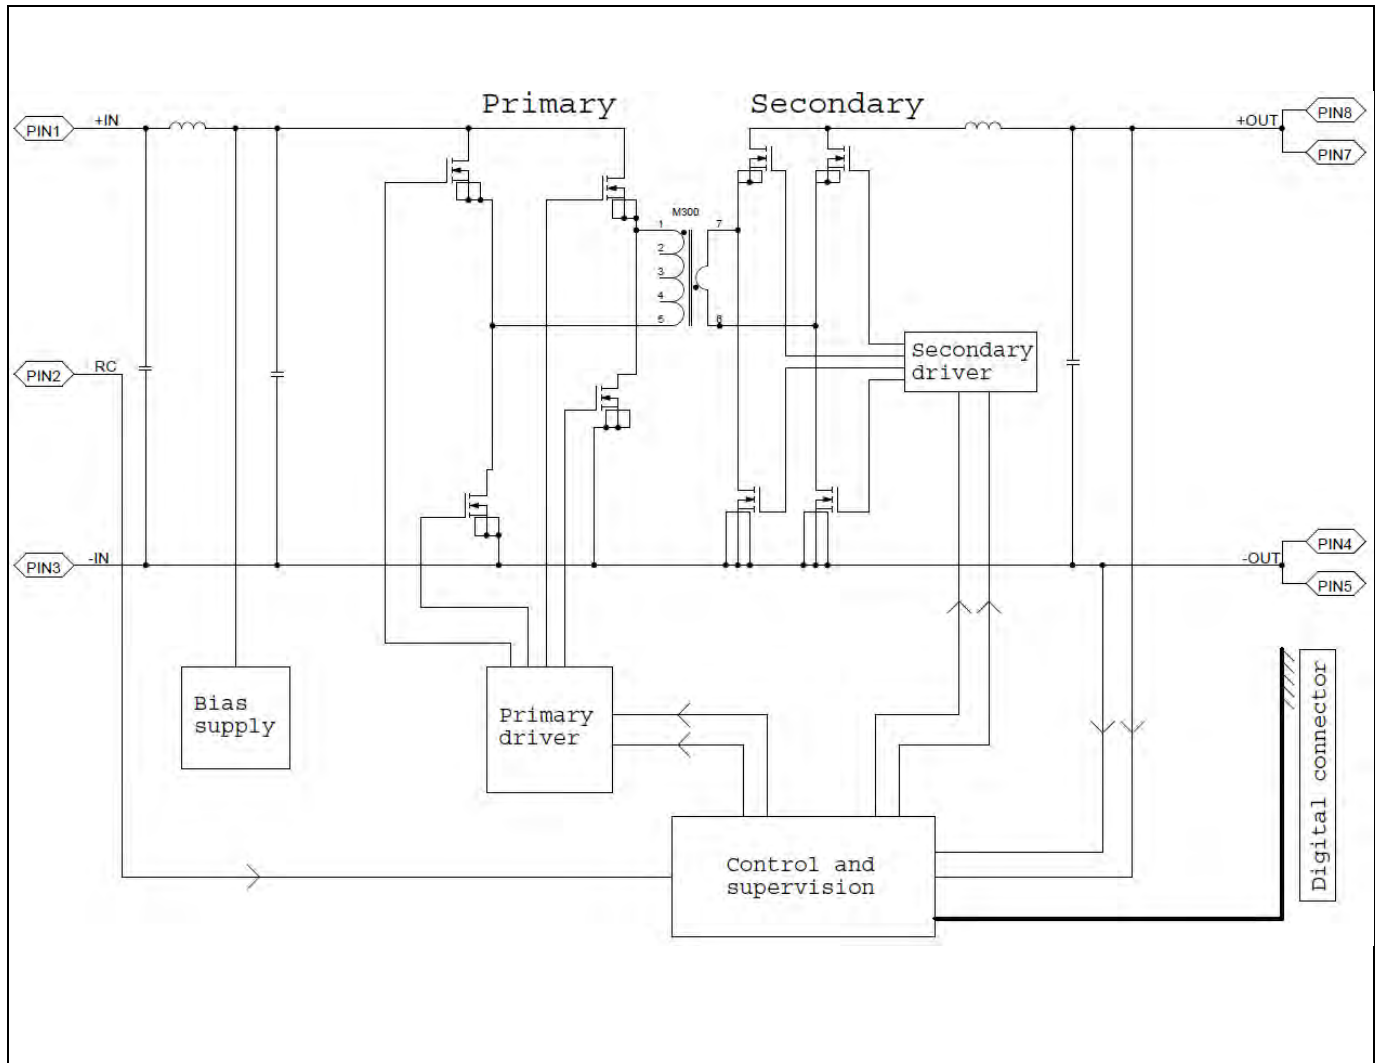 Primary
Secondary
PIN1
+IN
+OUT
PIN8
PIN7
M300
1
7
2
3
4
5
8
Secondary
driver
PIN2
RC
PIN3
-IN
-OUT
PIN4
PIN5
Bias
supply
Primary
driver
Control and
supervision
Digital connector